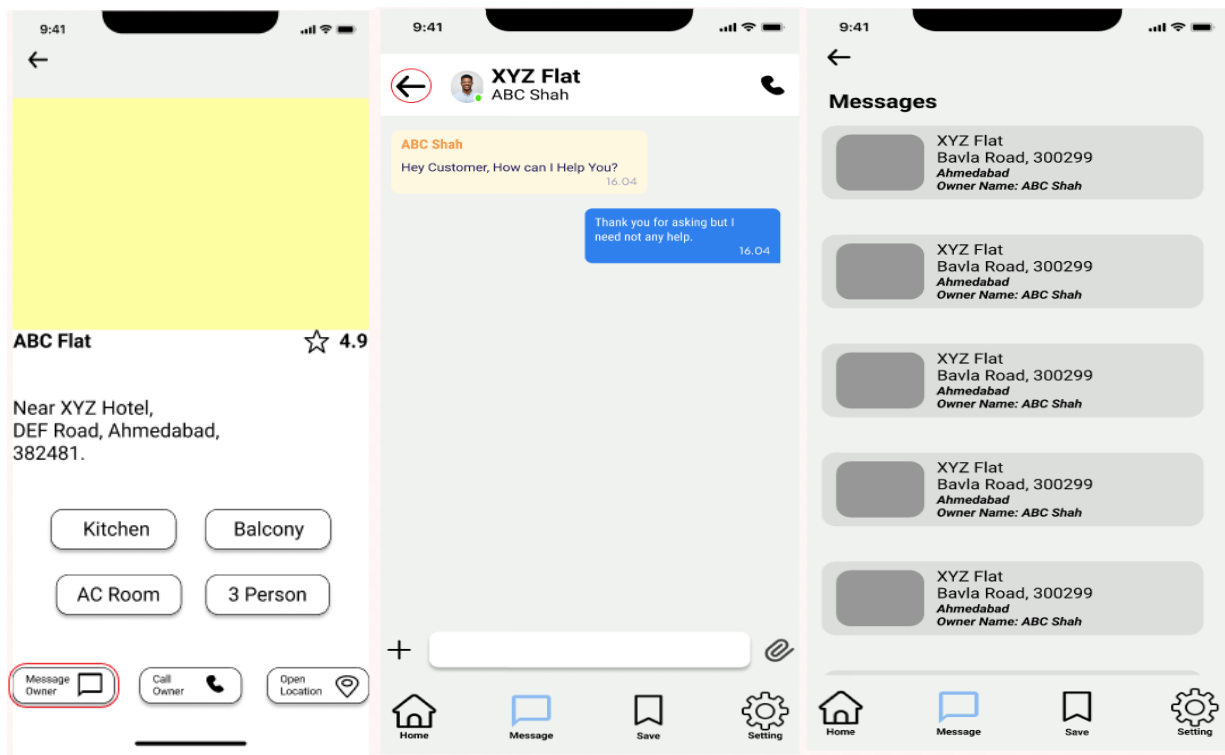 9:41
ABC Flat
4.9
Near XYZ Hotel,
DEF Road, Ahmedabad,
382481.
Kitchen
Balcony
AC Room
3 Person
Message
Owner
Call
Owner
Open
Location
9:41
XYZ Flat
ABC Shah
ABC Shah
Hey Customer, How can I Help You?
16.04
Thank you for asking but I
need not any help.
16.04
Home
Message
Save
Setting
9:41
Messages
XYZ Flat
Bavla Road, 300299
Ahmedabad
Owner Name: ABC Shah
XYZ Flat
Bavla Road, 300299
Ahmedabad
Owner Name: ABC Shah
XYZ Flat
Bavla Road, 300299
Ahmedabad
Owner Name: ABC Shah
XYZ Flat
Bavla Road, 300299
Ahmedabad
Owner Name: ABC Shah
XYZ Flat
Bavla Road, 300299
Ahmedabad
Owner Name: ABC Shah
Home
Message
Save
Setting